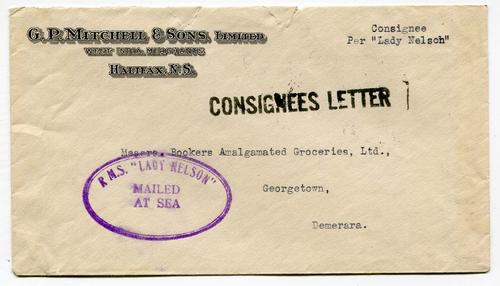 G. P. MITCHELL & SONS, LIMITED
WEST INDIA MERCHANTS
HALIFAX, N.S.
Consignee
Per "Lady Nelson"
CONSIGNEES LETTER
Messrs. Bookers Amalgamated Groceries, Ltd.,
Georgetown,
Demerara.
R.M.S. "LADY NELSON"
MAILED
AT SEA